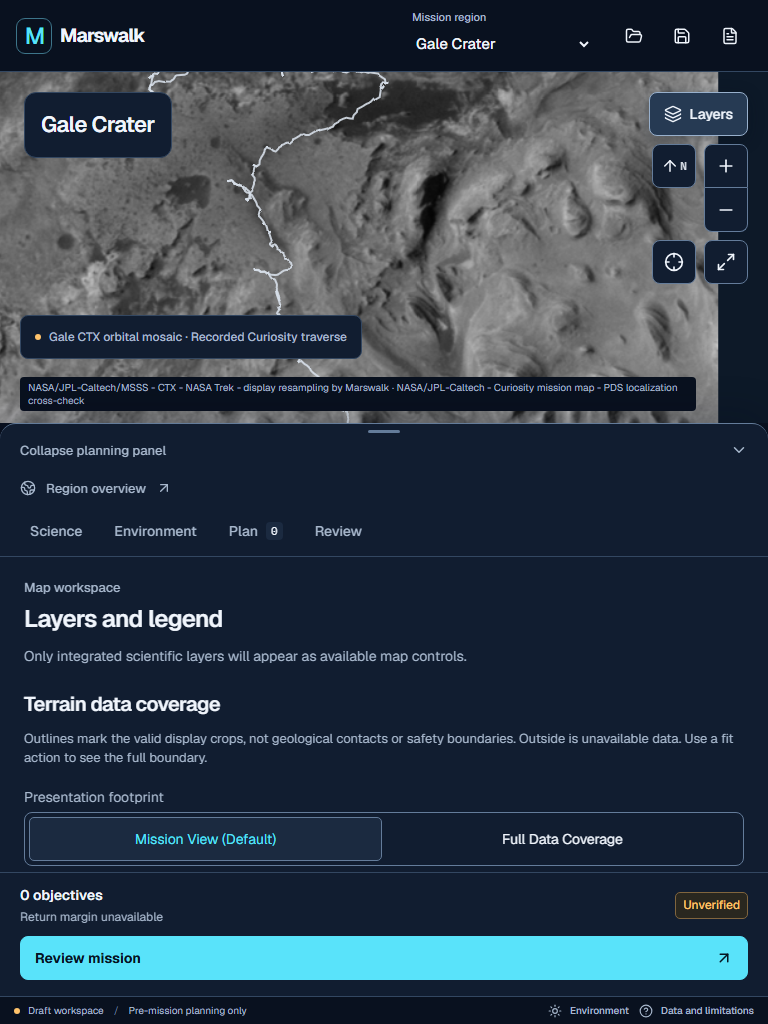 M Marswalk
Mission region
Gale Crater
Gale Crater
Layers
N
Gale CTX orbital mosaic · Recorded Curiosity traverse
NASA/JPL-Caltech/MSSS - CTX - NASA Trek - display resampling by Marswalk · NASA/JPL-Caltech - Curiosity mission map - PDS localization
cross-check
Collapse planning panel
Region overview
Science Environment Plan 0 Review
Map workspace
Layers and legend
Only integrated scientific layers will appear as available map controls.
Terrain data coverage
Outlines mark the valid display crops, not geological contacts or safety boundaries. Outside is unavailable data. Use a fit
action to see the full boundary.
Presentation footprint
Mission View (Default) Full Data Coverage
0 objectives
Return margin unavailable
Unverified
Review mission
Draft workspace / Pre-mission planning only Environment Data and limitations